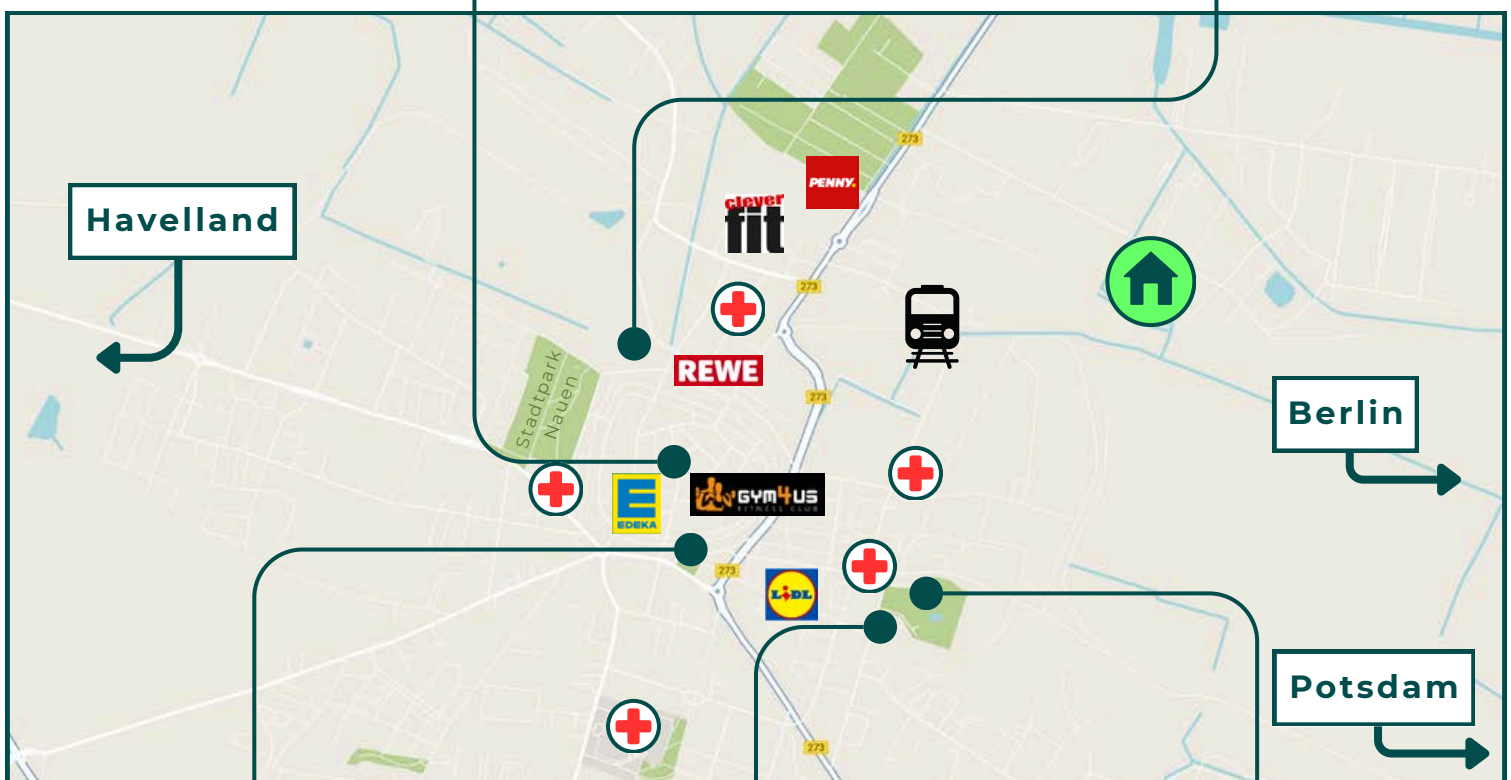 273
PENNY.
clever
fit
Havelland
273
REWE
Stadtpark
Nauen
273
Berlin
E
EDEKA
GYM4US
FITNESS CLUB
273
LIDL
Potsdam
273